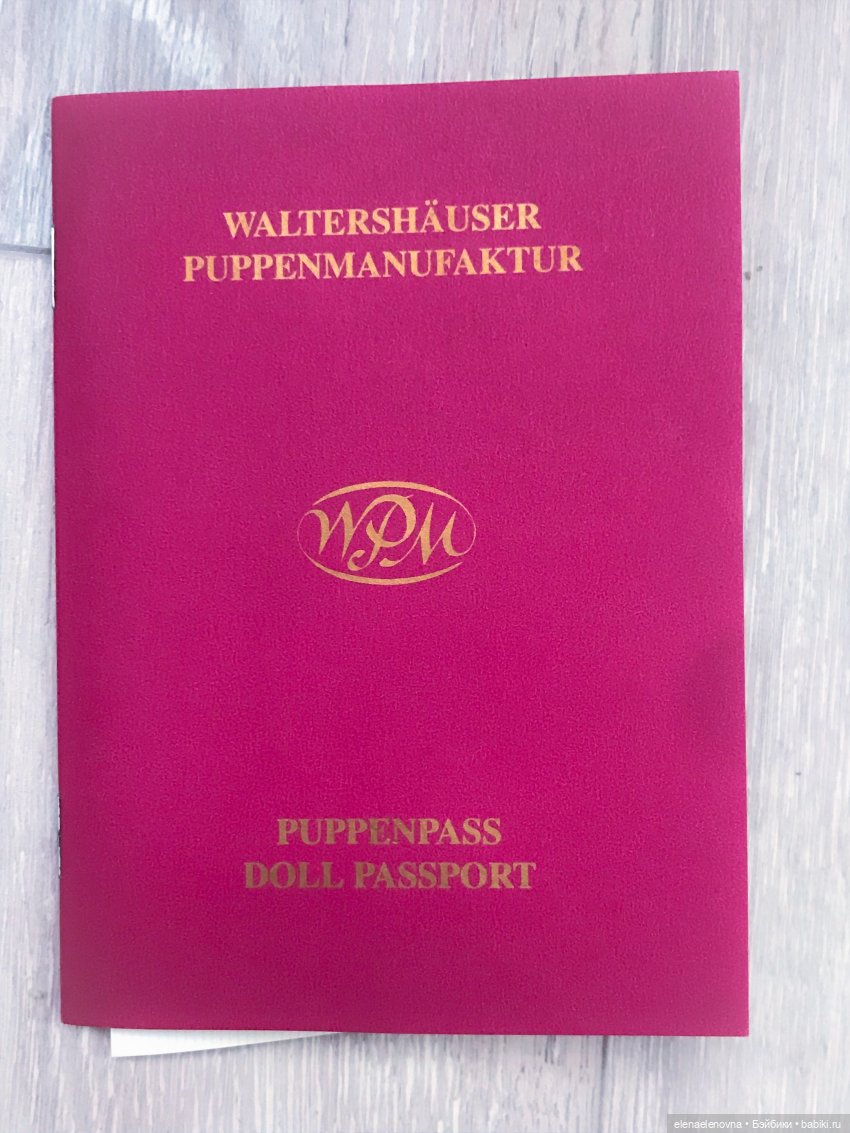 WALTERSHÄUSER
PUPPENMANUFAKTUR
WPM
PUPPENPASS
DOLL PASSPORT
elenaelenovna • Бэйбики • babiki.ru